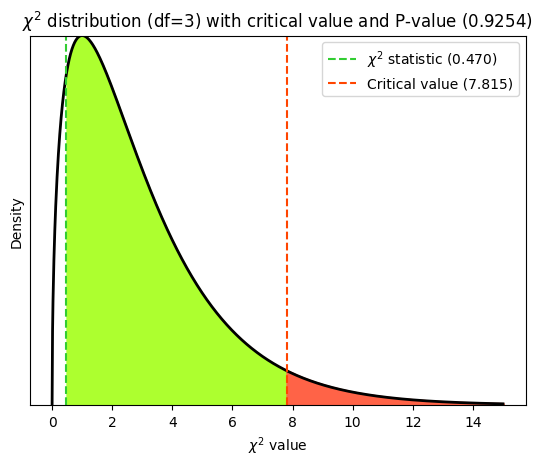 χ² distribution (df=3) with critical value and P-value (0.9254)
χ² statistic (0.470)
Critical value (7.815)
Density
0 2 4 6 8 10 12 14
χ² value